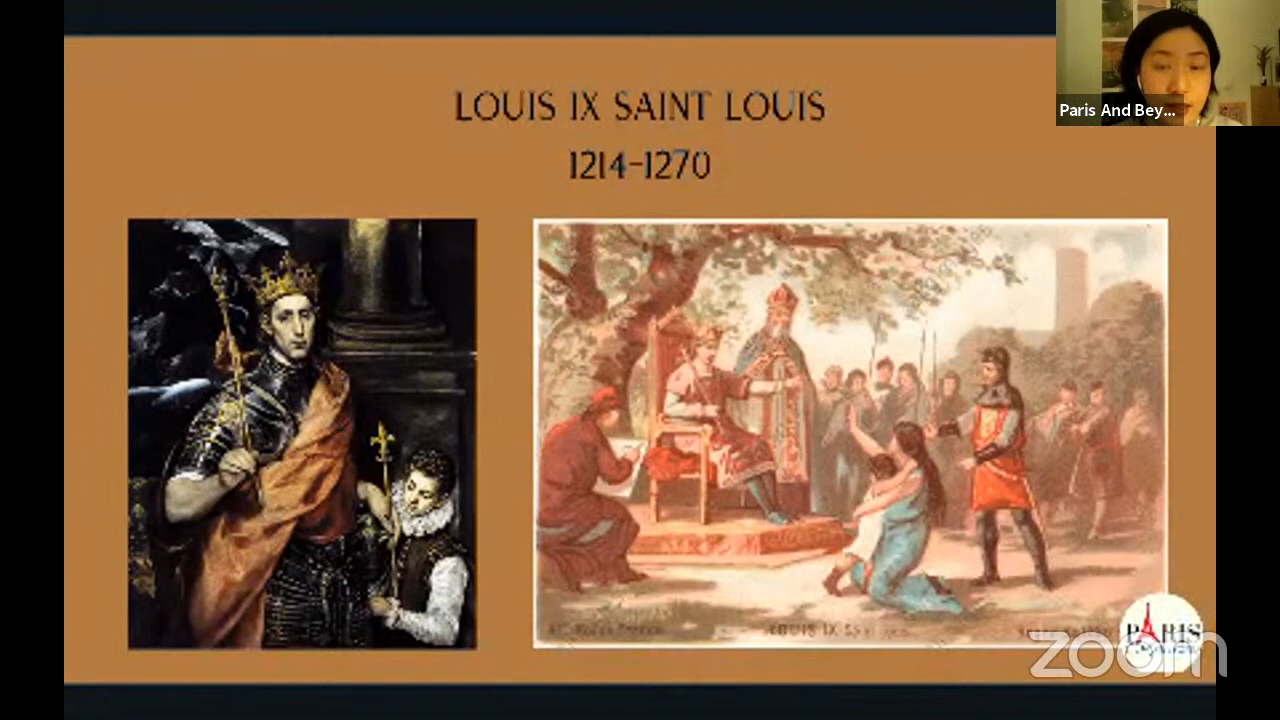 LOUIS IX SAINT LOUIS
1214-1270
Paris And Bey...
LOUIS IX
PARIS
zoom